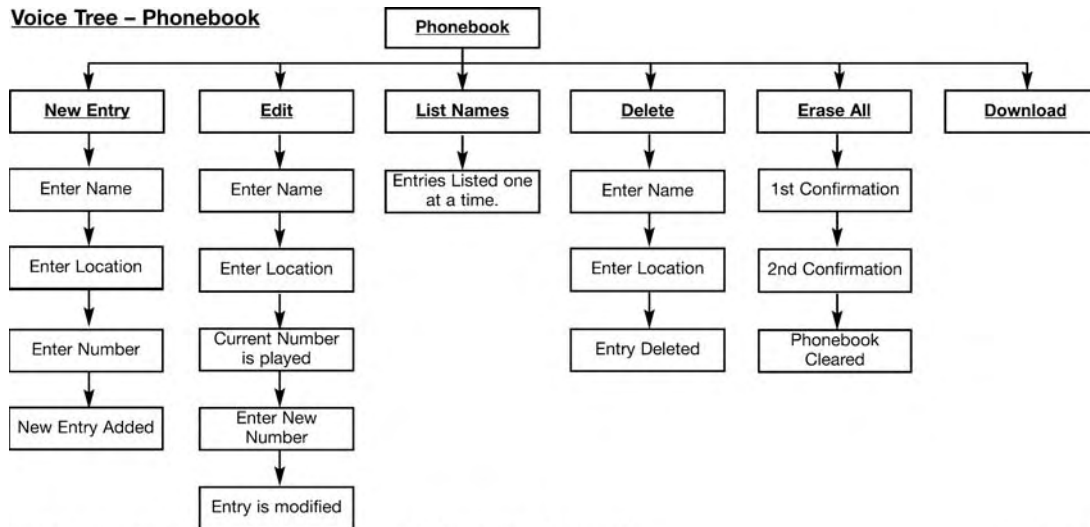 Voice Tree – Phonebook
Phonebook
New Entry
Edit
List Names
Delete
Erase All
Download
Enter Name
Enter Name
Entries Listed one
at a time.
Enter Name
1st Confirmation
Enter Location
Enter Location
Enter Location
2nd Confirmation
Enter Number
Current Number
is played
Entry Deleted
Phonebook
Cleared
New Entry Added
Enter New
Number
Entry is modified